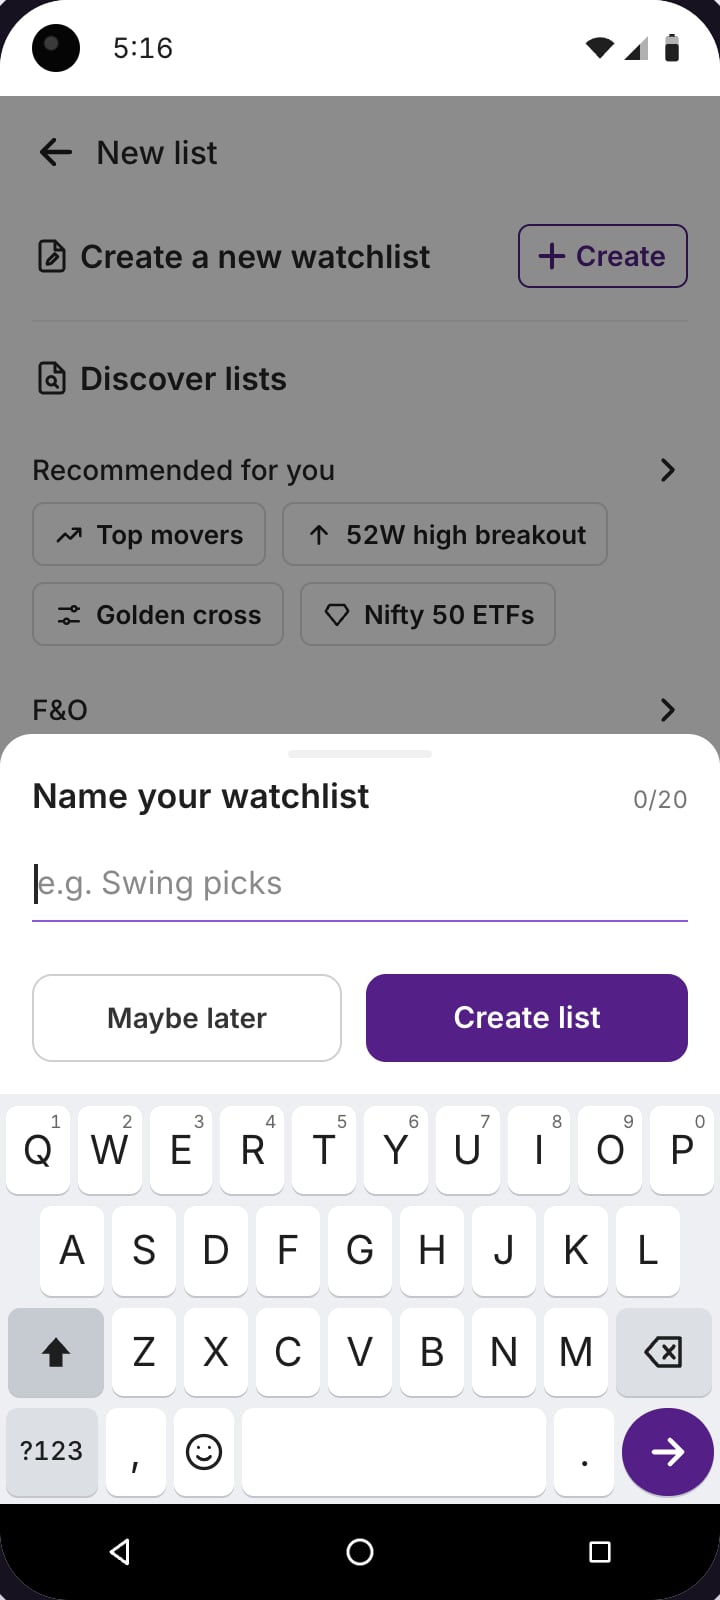 5:16
New list
Create a new watchlist
Create
Discover lists
Recommended for you
Top movers
52W high breakout
Golden cross
Nifty 50 ETFs
F&O
Name your watchlist
0/20
e.g. Swing picks
Maybe later
Create list
1 2 3 4 5 6 7 8 9 0
Q W E R T Y U I O P
A S D F G H J K L
Z X C V B N M
?123 , .